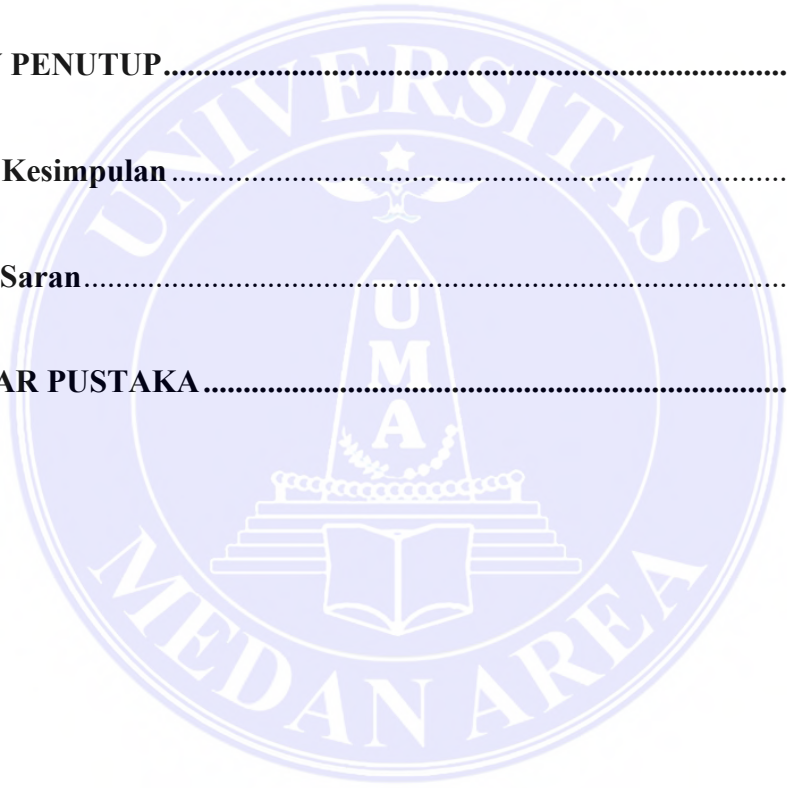 PENUTUP................................................................................
Kesimpulan................................................................................
Saran..........................................................................................
AR PUSTAKA..........................................................................
UNIVERSITAS
UMA
MEDAN AREA